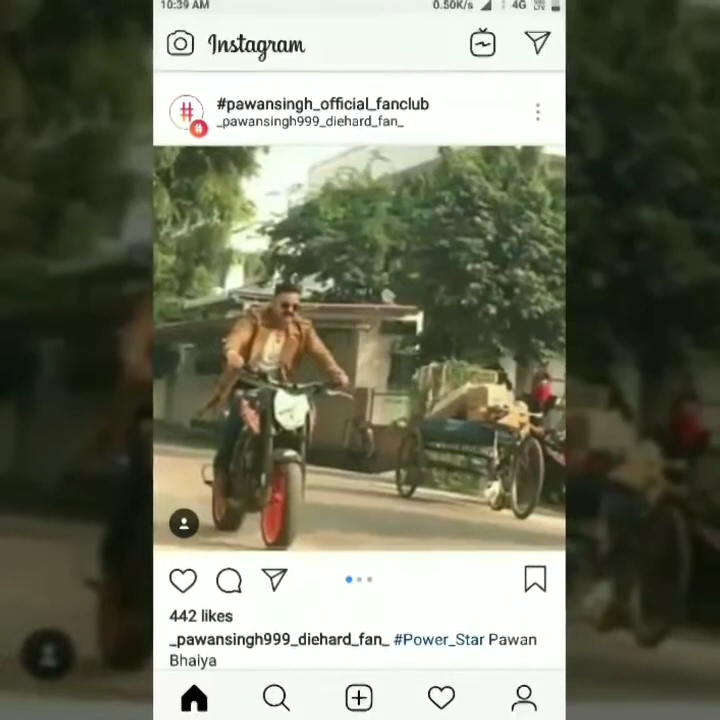 10:39 AM 0.50K/s 4G
Instagram
#pawansingh_official_fanclub
_pawansingh999_diehard_fan_
442 likes
_pawansingh999_diehard_fan_ #Power_Star Pawan
Bhaiya